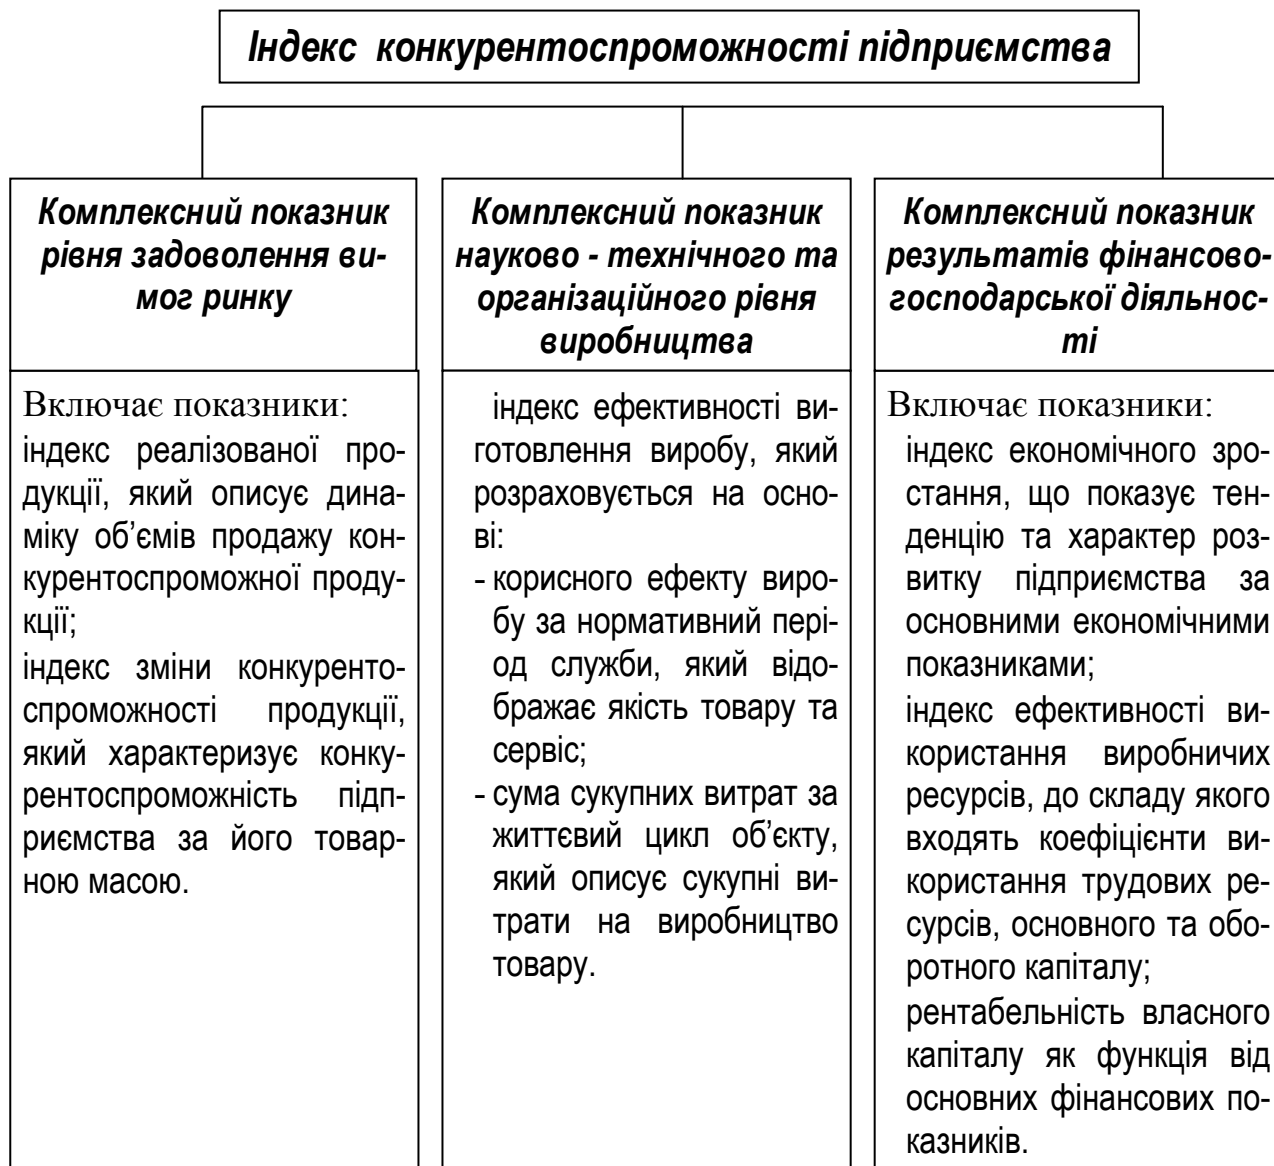 Індекс конкурентоспроможності підприємства
Комплексний показник
рівня задоволення ви-
мог ринку
Включає показники:
індекс реалізованої про-
дукції, який описує дина-
міку об’ємів продажу кон-
курентоспроможної проду-
кції;
індекс зміни конкуренто-
спроможності продукції,
який характеризує конку-
рентоспроможність підп-
риємства за його товар-
ною масою.
Комплексний показник
науково - технічного та
організаційного рівня
виробництва
індекс ефективності ви-
готовлення виробу, який
розраховується на осно-
ві:
- корисного ефекту виро-
бу за нормативний пері-
од служби, який відо-
бражає якість товару та
сервіс;
- сума сукупних витрат за
життєвий цикл об’єкту,
який описує сукупні ви-
трати на виробництво
товару.
Комплексний показник
результатів фінансово-
господарської діяльнос-
ті
Включає показники:
індекс економічного зро-
стання, що показує тен-
денцію та характер роз-
витку підприємства за
основними економічними
показниками;
індекс ефективності ви-
користання виробничих
ресурсів, до складу якого
входять коефіцієнти ви-
користання трудових ре-
сурсів, основного та обо-
ротного капіталу;
рентабельність власного
капіталу як функція від
основних фінансових по-
казників.